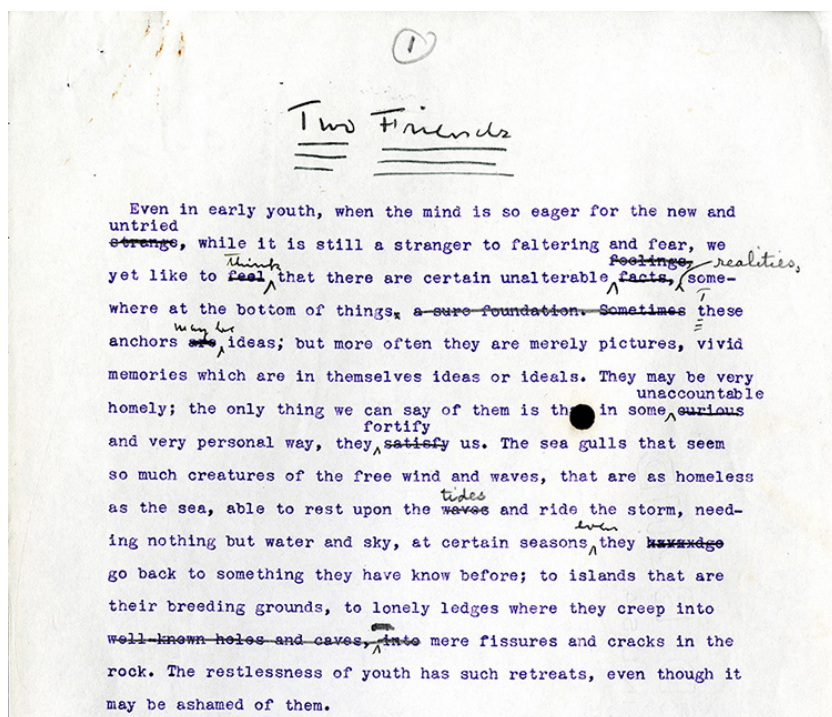 1
Two Friends
Even in early youth, when the mind is so eager for the new and
untried
strange, while it is still a stranger to faltering and fear, we
think feelings, realities,
yet like to feel that there are certain unalterable facts, some-
where at the bottom of things, a sure foundation. Sometimes these
may be
anchors are ideas; but more often they are merely pictures, vivid
memories which are in themselves ideas or ideals. They may be very
unaccountable
homely; the only thing we can say of them is th in some curious
fortify
and very personal way, they satisfy us. The sea gulls that seem
so much creatures of the free wind and waves, that are as homeless
tides
as the sea, able to rest upon the waves and ride the storm, need-
even
ing nothing but water and sky, at certain seasons they
go back to something they have know before; to islands that are
their breeding grounds, to lonely ledges where they creep into
well-known holes and caves, into mere fissures and cracks in the
rock. The restlessness of youth has such retreats, even though it
may be ashamed of them.